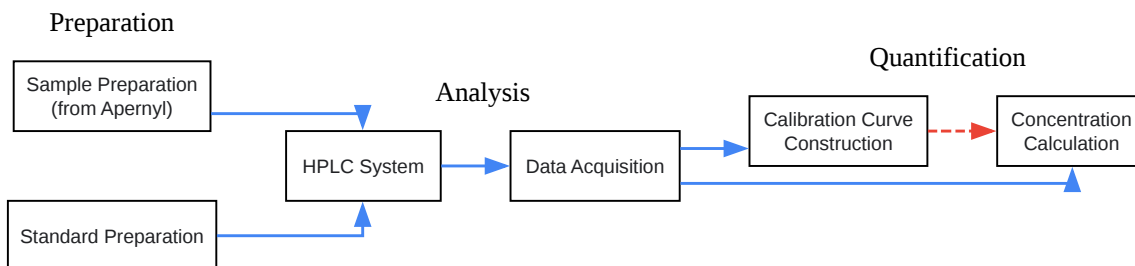 Preparation
Sample Preparation
(from Apernyl)
Standard Preparation
Analysis
HPLC System
Data Acquisition
Quantification
Calibration Curve
Construction
Concentration
Calculation